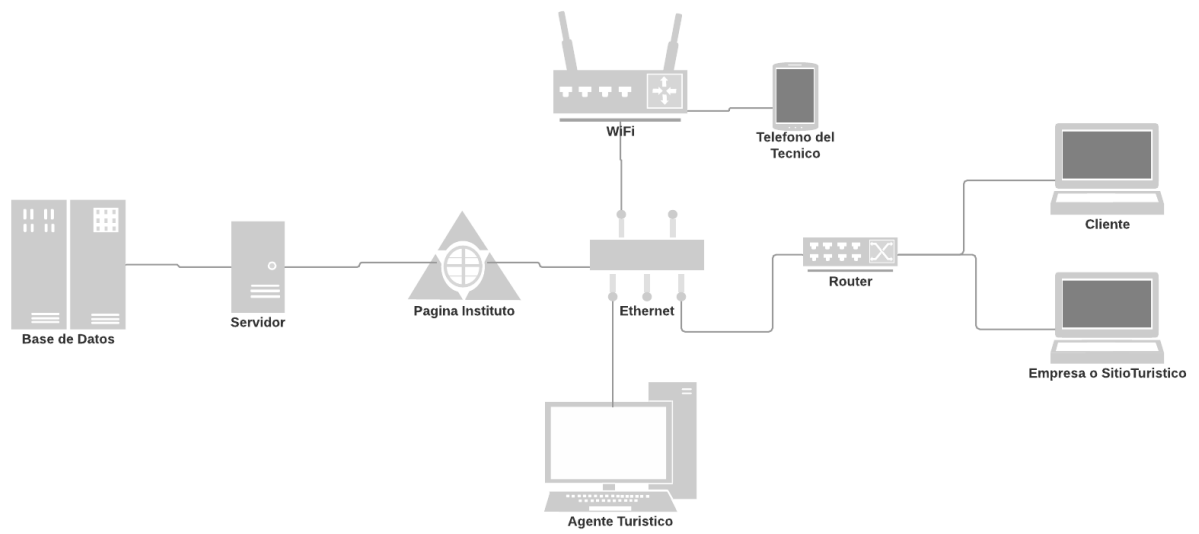 WiFi
Telefono del
Tecnico
Cliente
Base de Datos
Servidor
Pagina Instituto
Ethernet
Router
Empresa o SitioTuristico
Agente Turistico